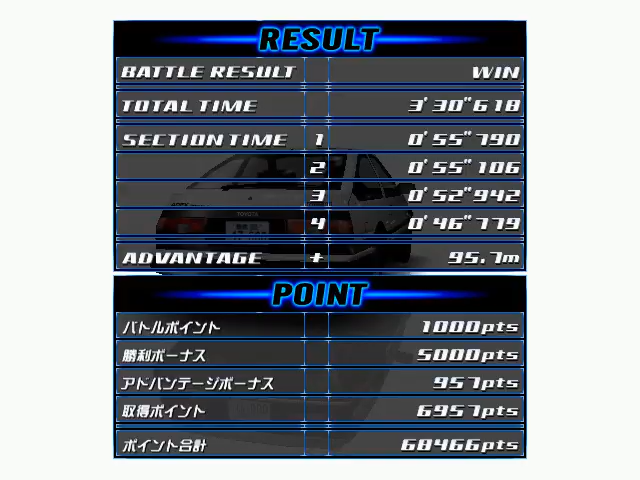 RESULT
BATTLE RESULT WIN
TOTAL TIME 3'30"618
SECTION TIME 1 0'55"790
2 0'55"106
3 0'52"942
4 0'46"779
ADVANTAGE + 95.7m
POINT
バトルポイント 1000pts
勝利ボーナス 5000pts
アドバンテージボーナス 957pts
取得ポイント 6957pts
ポイント合計 68466pts